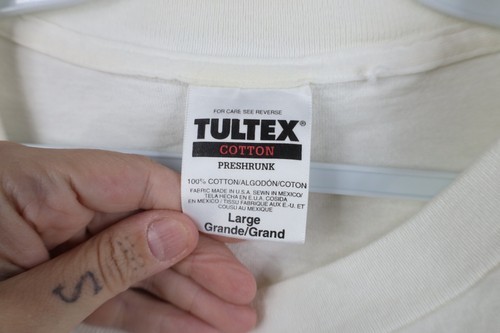 FOR CARE SEE REVERSE
TULTEX®
COTTON
PRESHRUNK
100% COTTON/ALGODÓN/COTON
FABRIC MADE IN U.S.A. SEWN IN MEXICO/
TELA HECHA EN E.U.A. COSIDA
EN MEXICO / TISSU FABRIQUE AUX E.-U. ET
COUSU AU MEXIQUE
Large
Grande/Grand
S